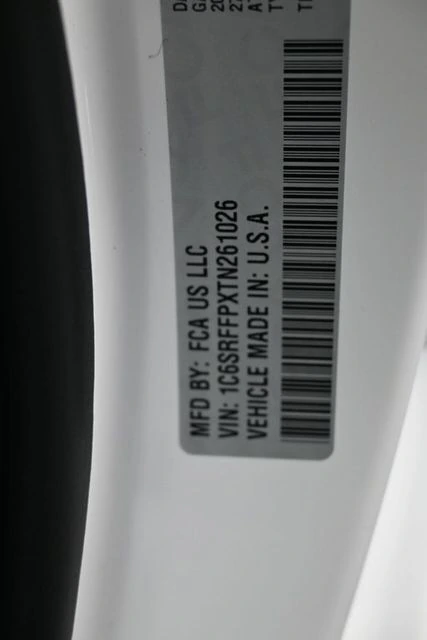 MFD BY: FCA US LLC
VIN: 1C6SRFFPXTN261026
VEHICLE MADE IN: U.S.A.